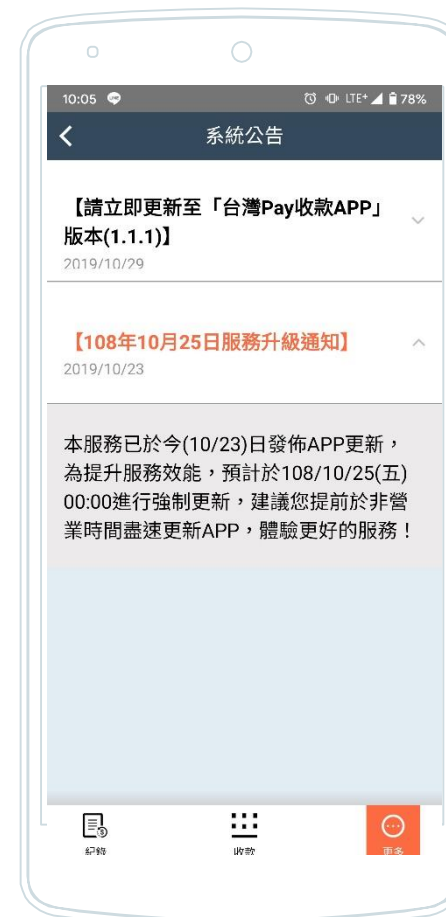 10:05
LTE+ 78%
系統公告
【請立即更新至「台灣Pay收款APP」
版本(1.1.1)】
2019/10/29
【108年10月25日服務升級通知】
2019/10/23
本服務已於今(10/23)日發佈APP更新，
為提升服務效能，預計於108/10/25(五)
00:00進行強制更新，建議您提前於非營
業時間盡速更新APP，體驗更好的服務！
紀錄 收款 更多